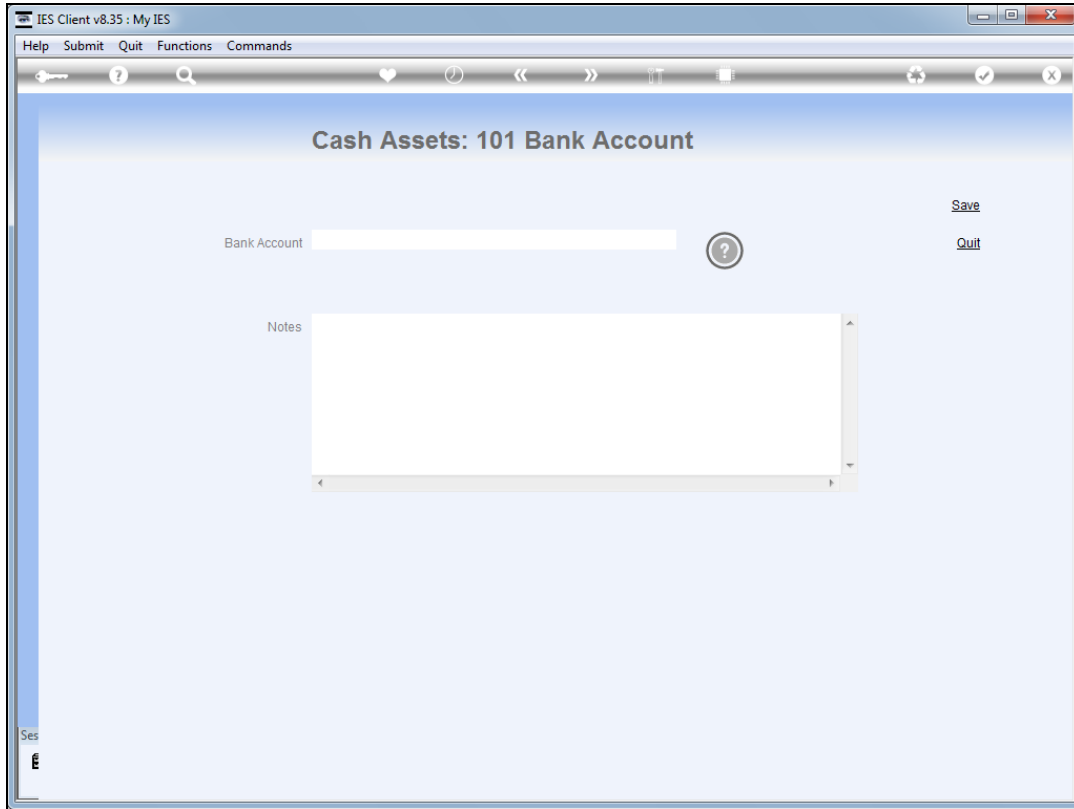 IES Client v8.35 : My IES
Help Submit Quit Functions Commands
Cash Assets: 101 Bank Account
Save
Bank Account
Quit
Notes
Ses